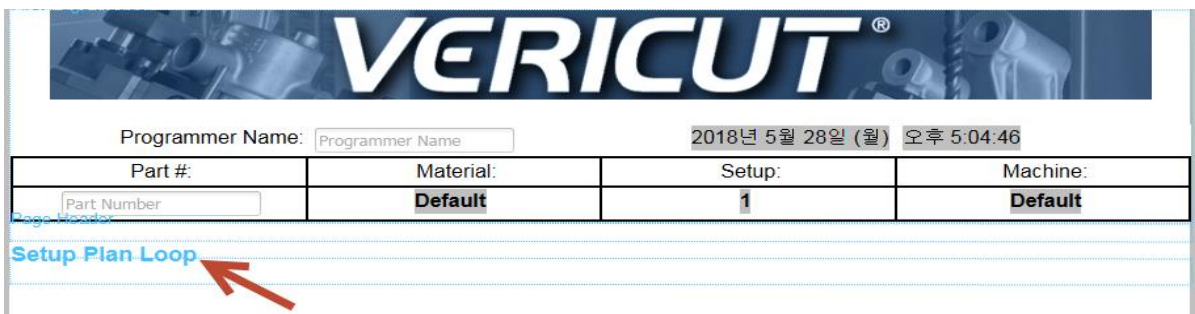 VERICUT®
Programmer Name: Programmer Name 2018년 5월 28일 (월) 오후 5:04:46
Part #: Material: Setup: Machine:
Part Number Default 1 Default
Page Header
Setup Plan Loop